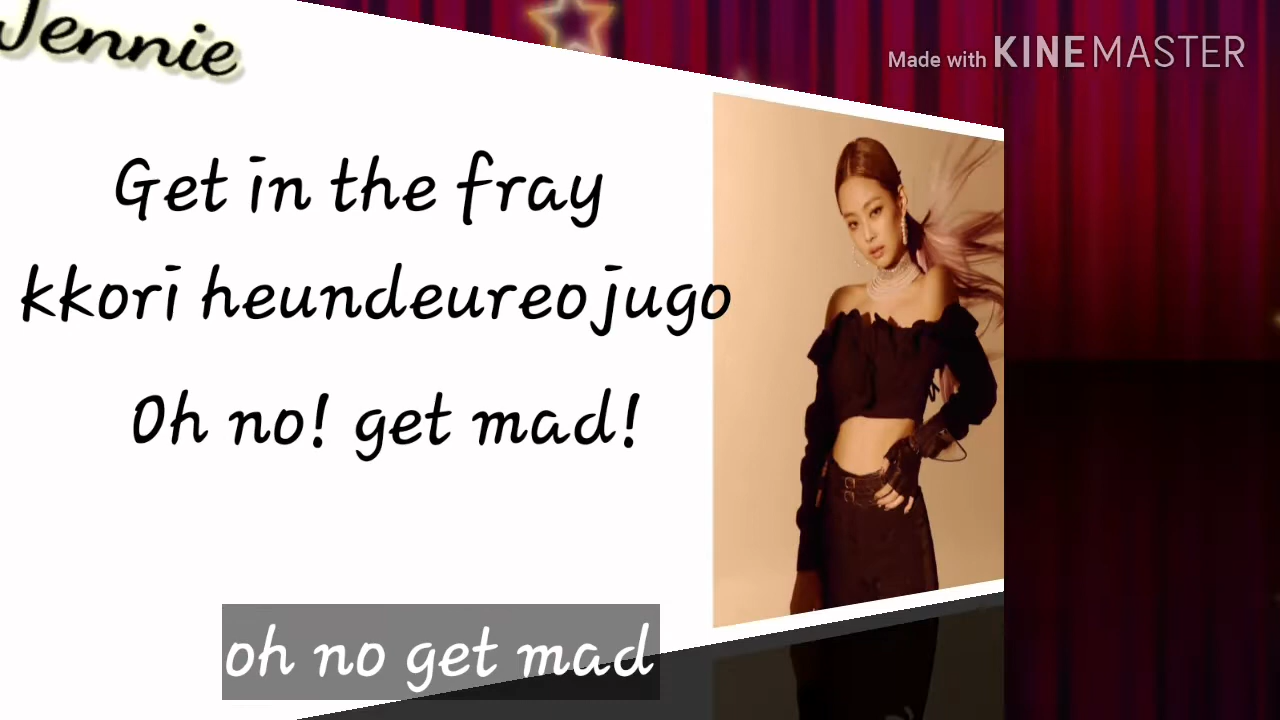 Jennie
Made with KINEMASTER
Get in the fray
kkori heundeureojugo
Oh no! get mad!
oh no get mad